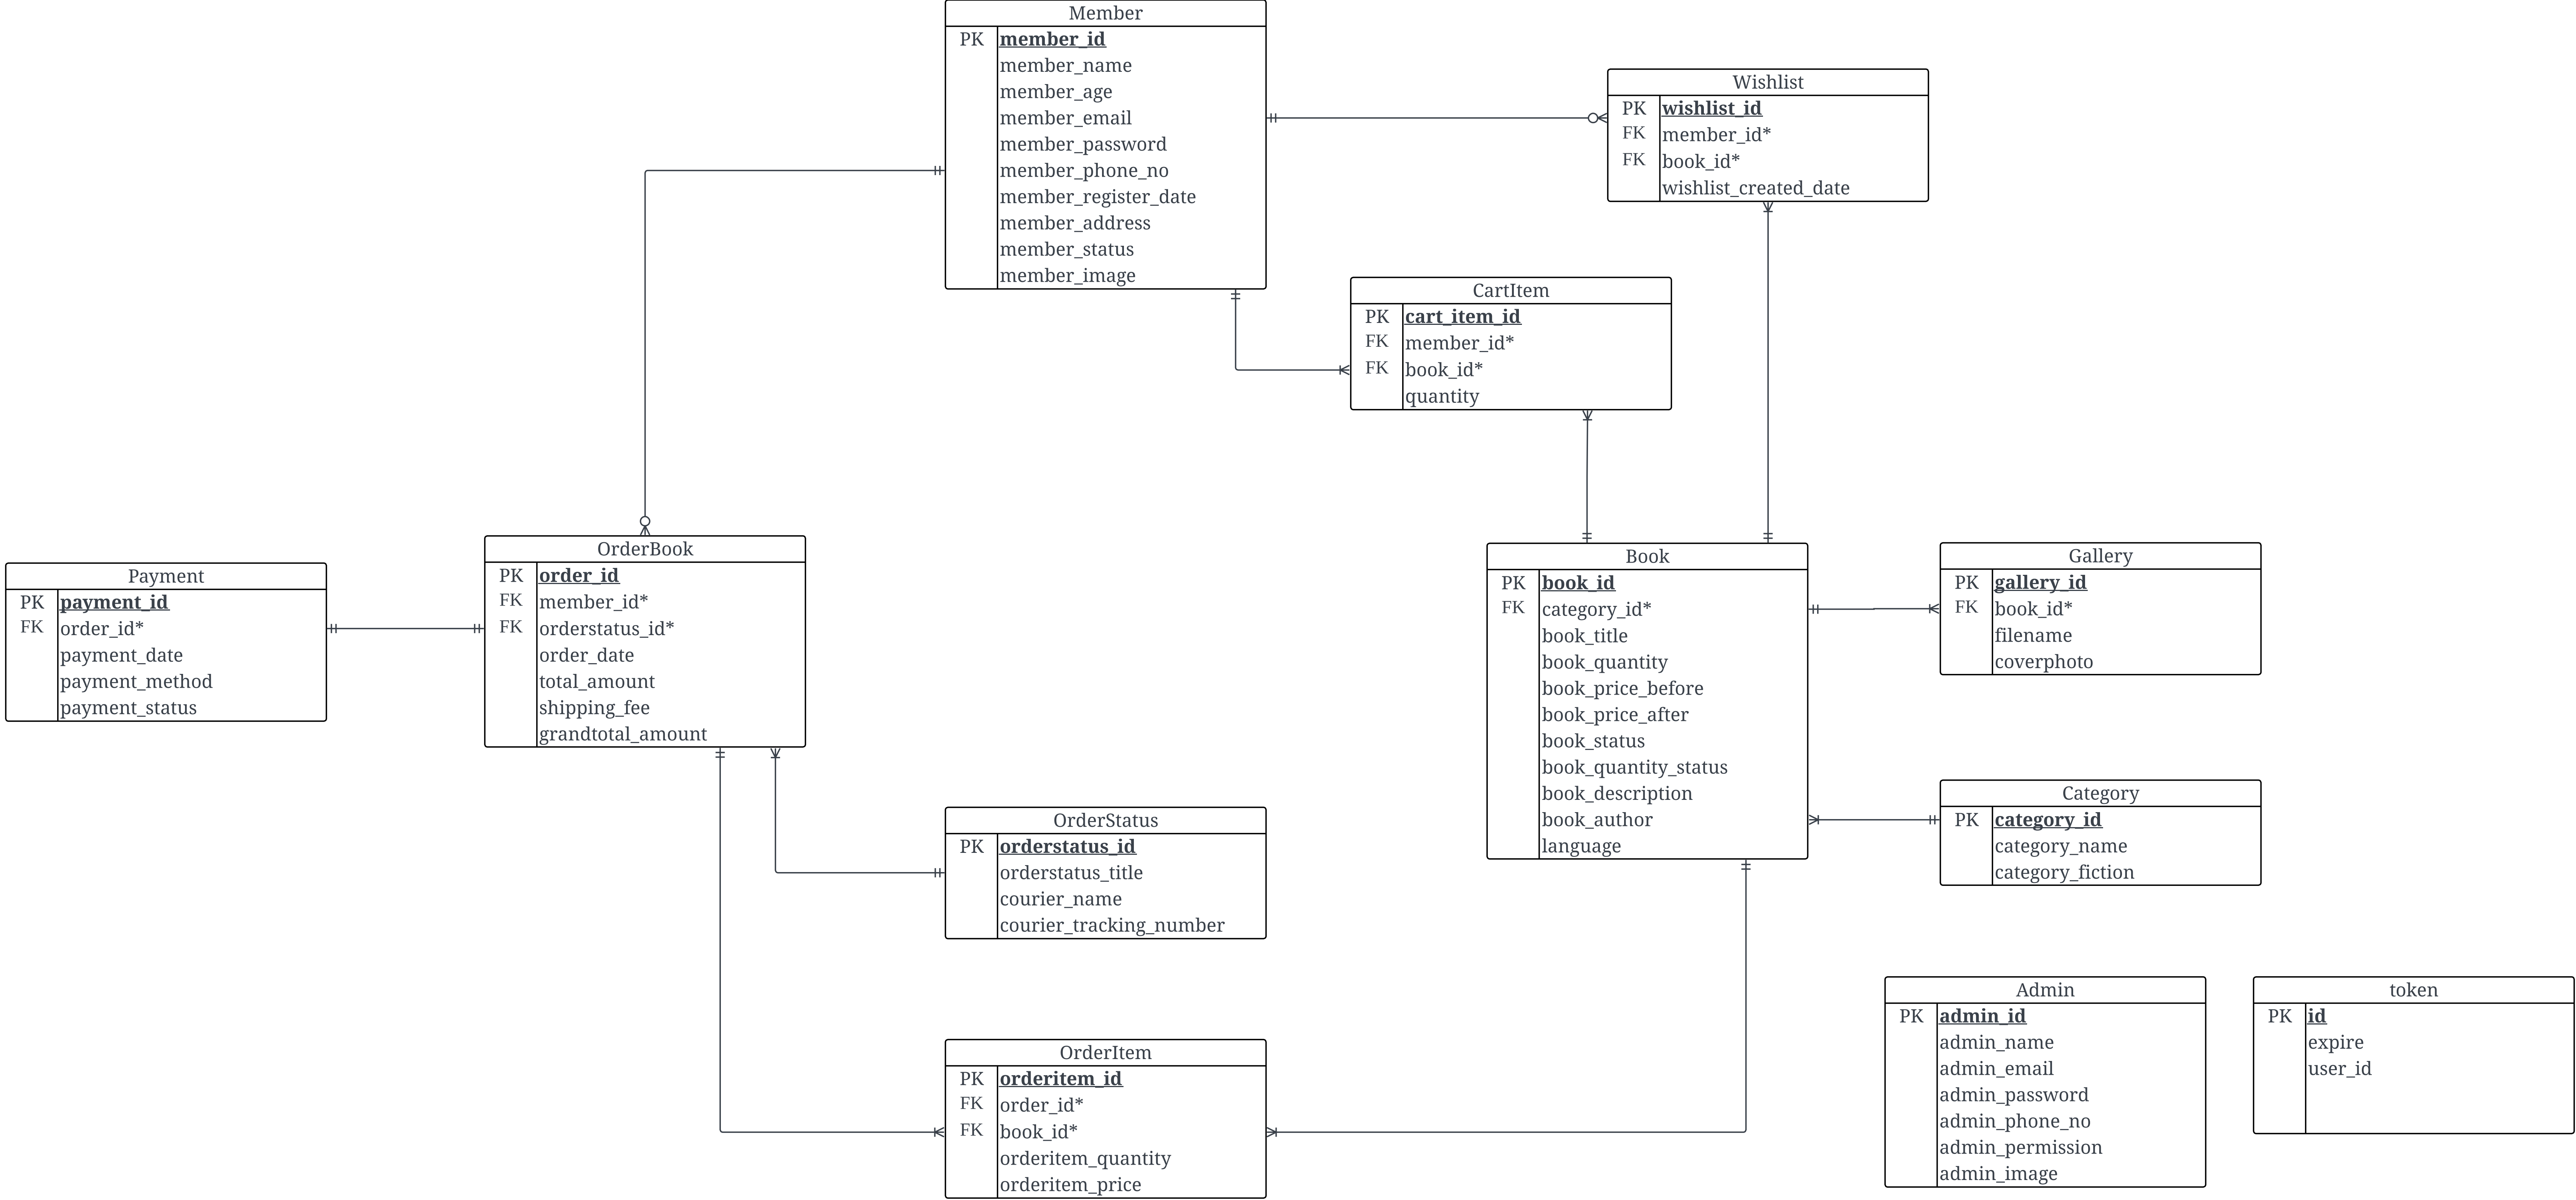 Member
PK member_id
member_name
member_age
member_email
member_password
member_phone_no
member_register_date
member_address
member_status
member_image
Wishlist
PK wishlist_id
FK member_id*
FK book_id*
wishlist_created_date
CartItem
PK cart_item_id
FK member_id*
FK book_id*
quantity
Payment
PK payment_id
FK order_id*
payment_date
payment_method
payment_status
OrderBook
PK order_id
FK member_id*
FK orderstatus_id*
order_date
total_amount
shipping_fee
grandtotal_amount
Book
PK book_id
FK category_id*
book_title
book_quantity
book_price_before
book_price_after
book_status
book_quantity_status
book_description
book_author
language
Gallery
PK gallery_id
FK book_id*
filename
coverphoto
Category
PK category_id
category_name
category_fiction
OrderStatus
PK orderstatus_id
orderstatus_title
courier_name
courier_tracking_number
OrderItem
PK orderitem_id
FK order_id*
FK book_id*
orderitem_quantity
orderitem_price
Admin
PK admin_id
admin_name
admin_email
admin_password
admin_phone_no
admin_permission
admin_image
token
PK id
expire
user_id